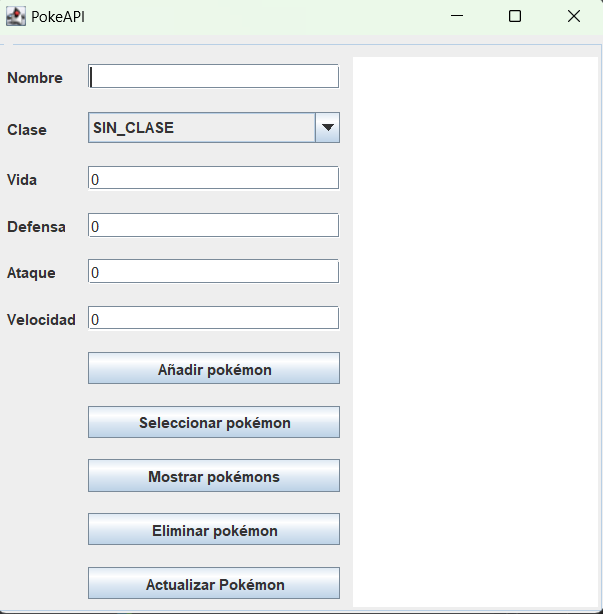 PokeAPI
Nombre
Clase SIN_CLASE
Vida 0
Defensa 0
Ataque 0
Velocidad 0
Añadir pokémon
Seleccionar pokémon
Mostrar pokémons
Eliminar pokémon
Actualizar Pokémon